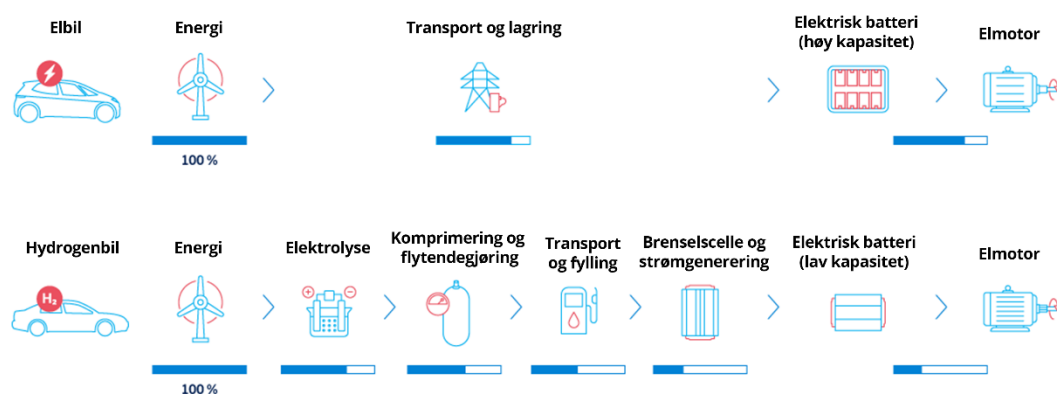 Elbil
Energi
Transport og lagring
Elektrisk batteri
(høy kapasitet)
Elmotor
100 %
Hydrogenbil
Energi
Elektrolyse
Komprimering og
flytendegjøring
Transport
og fylling
Brenselscelle og
strømgenerering
Elektrisk batteri
(lav kapasitet)
Elmotor
H₂
100 %